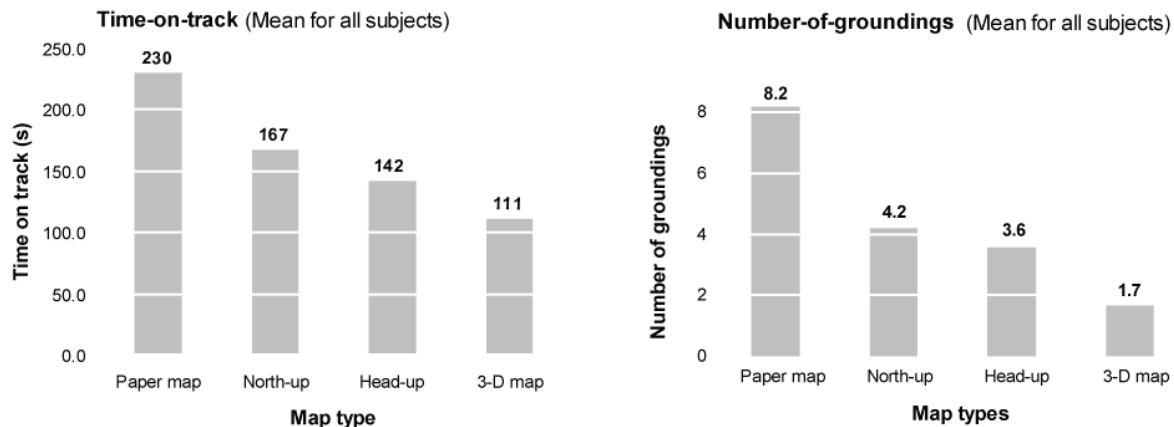 Time-on-track (Mean for all subjects)
250.0
200.0
150.0
100.0
50.0
0.0
Time on track (s)
230
167
142
111
Paper map North-up Head-up 3-D map
Map type
Number-of-groundings (Mean for all subjects)
8
6
4
2
0
Number of groundings
8.2
4.2
3.6
1.7
Paper map North-up Head-up 3-D map
Map types